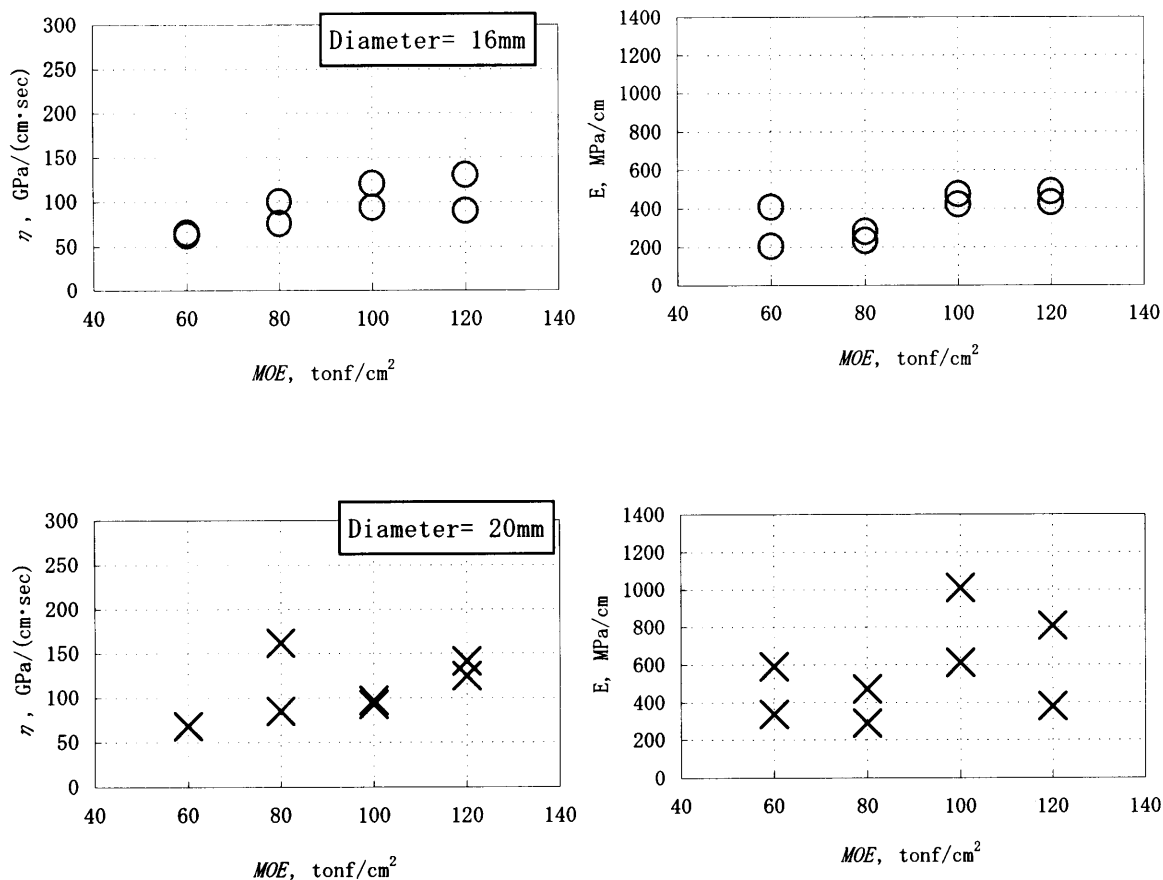 Diameter= 16mm
η, GPa/(cm·sec)
300
250
200
150
100
50
0
40 60 80 100 120 140
MOE, tonf/cm²
E, MPa/cm
1400
1200
1000
800
600
400
200
0
40 60 80 100 120 140
MOE, tonf/cm²
Diameter= 20mm
η, GPa/(cm·sec)
300
250
200
150
100
50
0
40 60 80 100 120 140
MOE, tonf/cm²
E, MPa/cm
1400
1200
1000
800
600
400
200
0
40 60 80 100 120 140
MOE, tonf/cm²